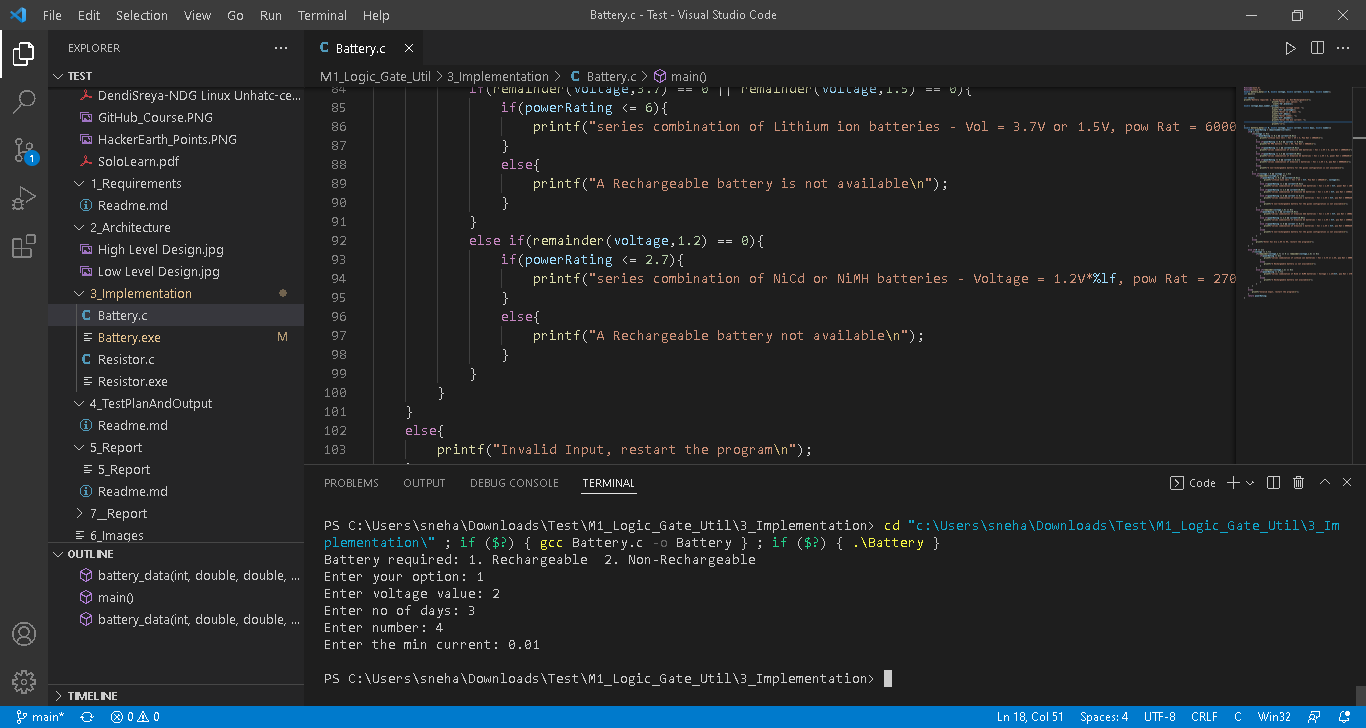 File Edit Selection View Go Run Terminal Help
Battery.c - Test - Visual Studio Code
EXPLORER
TEST
DendiSreya-NDG Linux Unhatc-ce...
GitHub_Course.PNG
HackerEarth_Points.PNG
SoloLearn.pdf
1_Requirements
Readme.md
2_Architecture
High Level Design.jpg
Low Level Design.jpg
3_Implementation
Battery.c
Battery.exe M
Resistor.c
Resistor.exe
4_TestPlanAndOutput
Readme.md
5_Report
5_Report
Readme.md
7__Report
6_Images
OUTLINE
battery_data(int, double, double, ...
main()
battery_data(int, double, double, ...
TIMELINE
1
Battery.c
M1_Logic_Gate_Util > 3_Implementation > C Battery.c > main()
84 if(remainder(voltage,3.7) == 0 || remainder(voltage,1.5) == 0){
85 if(powerRating <= 6){
86 printf("series combination of Lithium ion batteries - Vol = 3.7V or 1.5V, pow Rat = 6000
87 }
88 else{
89 printf("A Rechargeable battery is not available\n");
90 }
91 }
92 else if(remainder(voltage,1.2) == 0){
93 if(powerRating <= 2.7){
94 printf("series combination of NiCd or NiMH batteries - Voltage = 1.2V*%lf, pow Rat = 270
95 }
96 else{
97 printf("A Rechargeable battery not available\n");
98 }
99 }
100 }
101 }
102 else{
103 printf("Invalid Input, restart the program\n");
PROBLEMS OUTPUT DEBUG CONSOLE TERMINAL
Code
PS C:\Users\sneha\Downloads\Test\M1_Logic_Gate_Util\3_Implementation> cd "c:\Users\sneha\Downloads\Test\M1_Logic_Gate_Util\3_Im
plementation\" ; if ($?) { gcc Battery.c -o Battery } ; if ($?) { .\Battery }
Battery required: 1. Rechargeable 2. Non-Rechargeable
Enter your option: 1
Enter voltage value: 2
Enter no of days: 3
Enter number: 4
Enter the min current: 0.01
PS C:\Users\sneha\Downloads\Test\M1_Logic_Gate_Util\3_Implementation>
main* 0 0
Ln 18, Col 51 Spaces: 4 UTF-8 CRLF C Win32